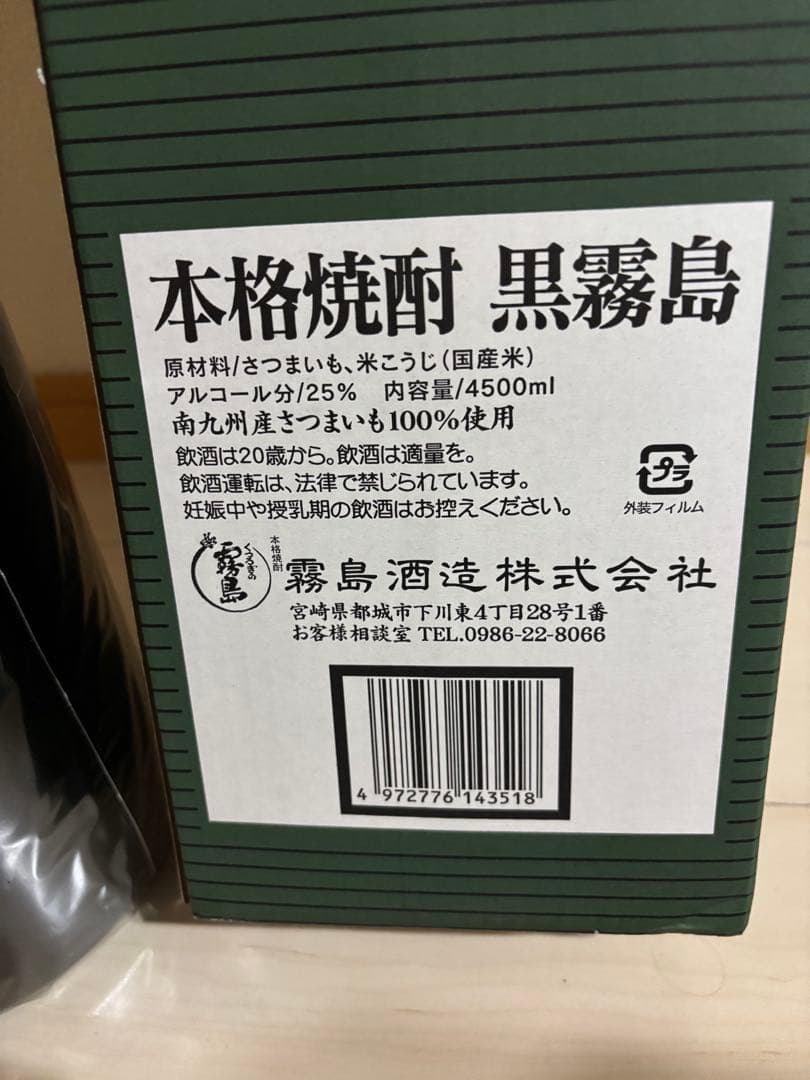 本格焼酎 黒霧島
原材料/さつまいも、米こうじ(国産米)
アルコール分/25% 内容量/4500ml
南九州産さつまいも100%使用
飲酒は20歳から。飲酒は適量を。
飲酒運転は、法律で禁じられています。
妊娠中や授乳期の飲酒はお控えください。
プラ
外装フィルム
本格焼酎
霧島
霧島酒造株式会社
宮崎県都城市下川東4丁目28号1番
お客様相談室 TEL.0986-22-8066
4 972776 143518